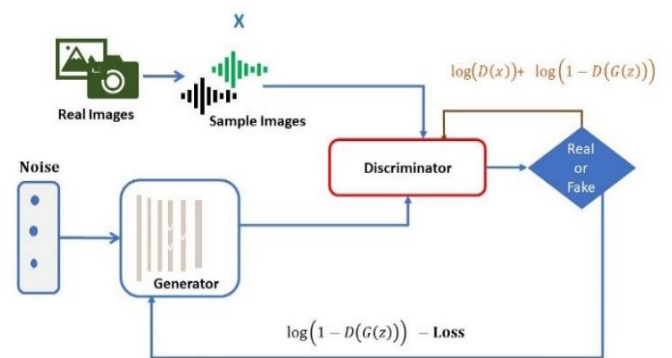 X
Real Images
Sample Images
log(D(x))+ log(1−D(G(z)))
Noise
Discriminator
Real
or
Fake
Generator
log(1−D(G(z))) −Loss